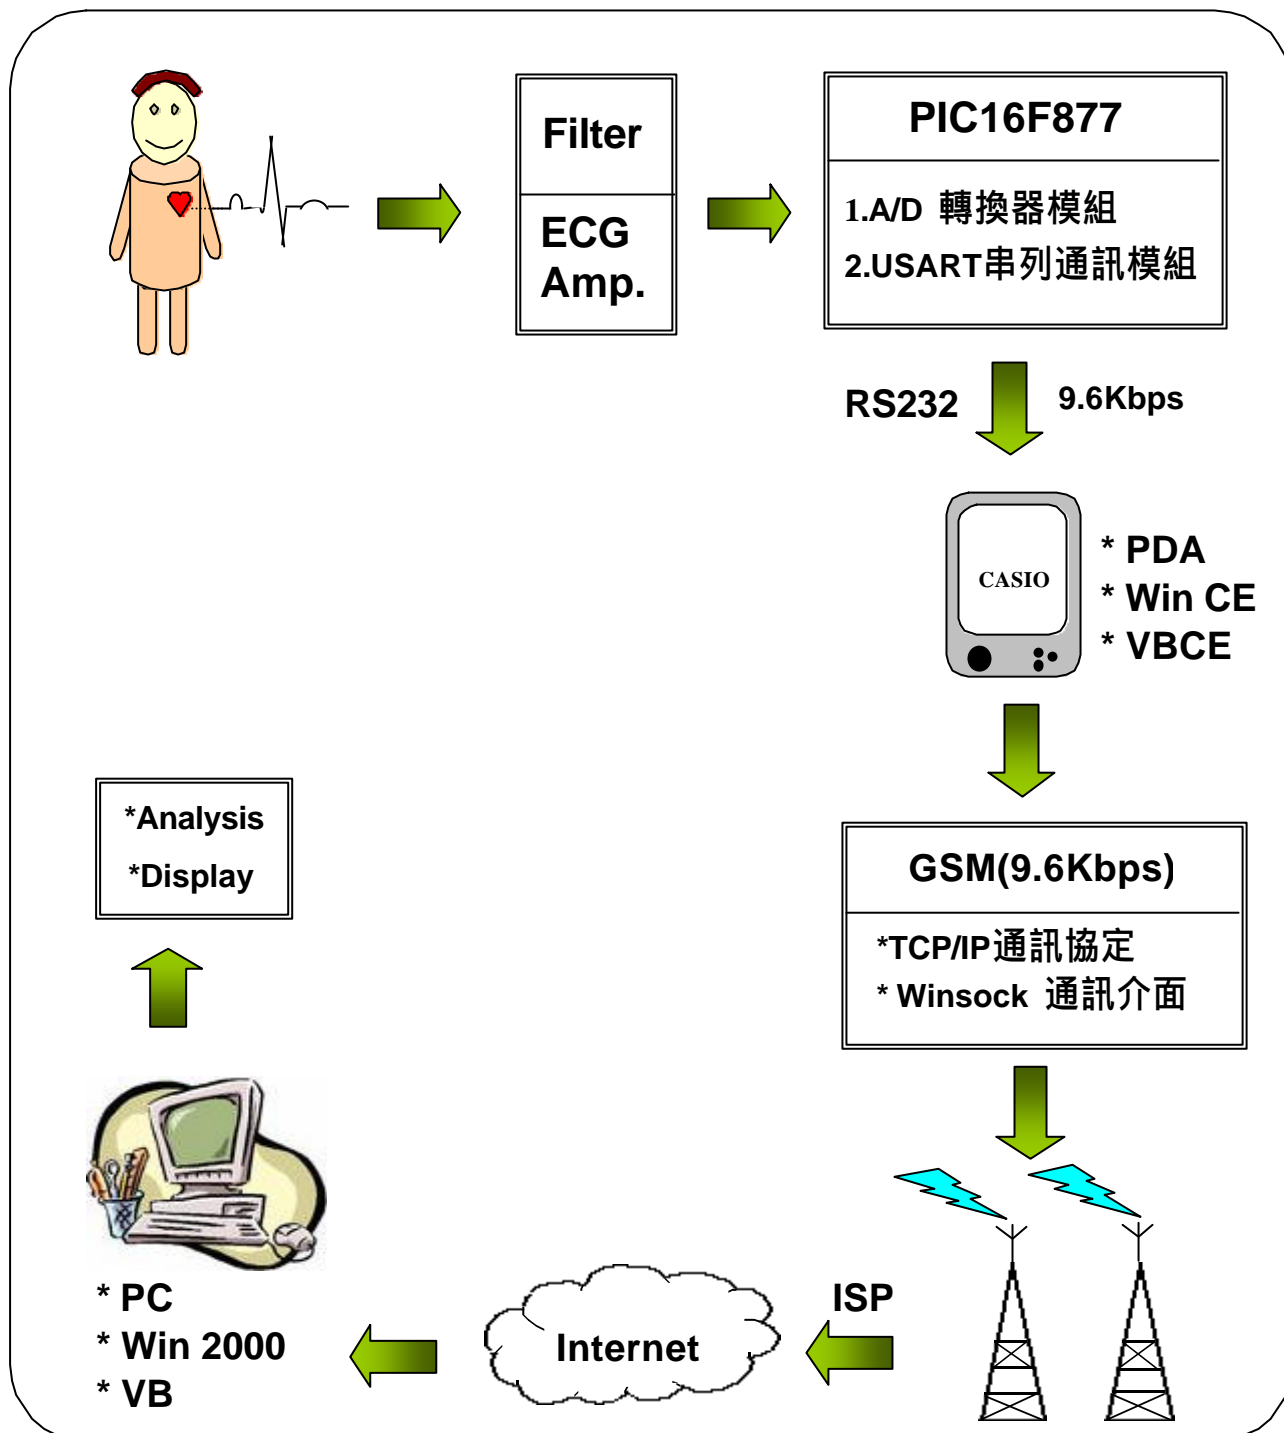 Filter
ECG
Amp.
PIC16F877
1.A/D 轉換器模組
2.USART串列通訊模組
RS232
9.6Kbps
CASIO
* PDA
* Win CE
* VBCE
GSM(9.6Kbps)
*TCP/IP通訊協定
* Winsock 通訊介面
ISP
Internet
* PC
* Win 2000
* VB
*Analysis
*Display